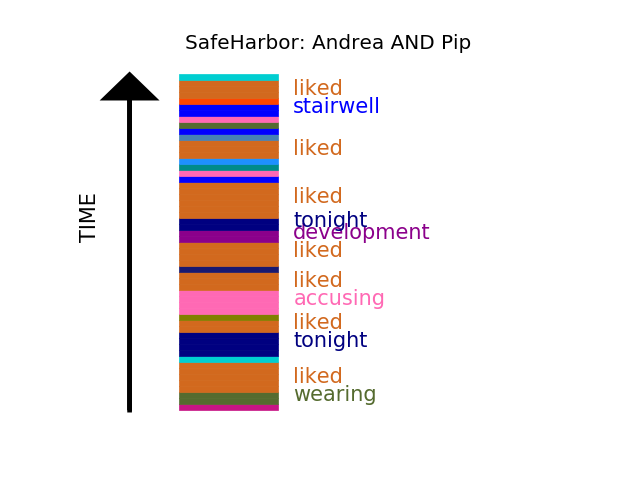 SafeHarbor: Andrea AND Pip
liked
stairwell
liked
liked
tonight
development
liked
liked
accusing
liked
tonight
liked
wearing
TIME